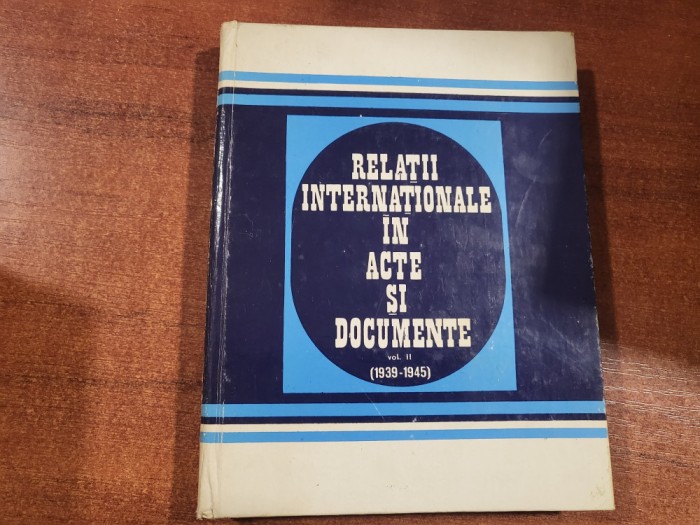 RELAȚII
INTERNAȚIONALE
ÎN
ACTE
ȘI
DOCUMENTE
vol. II
(1939-1945)